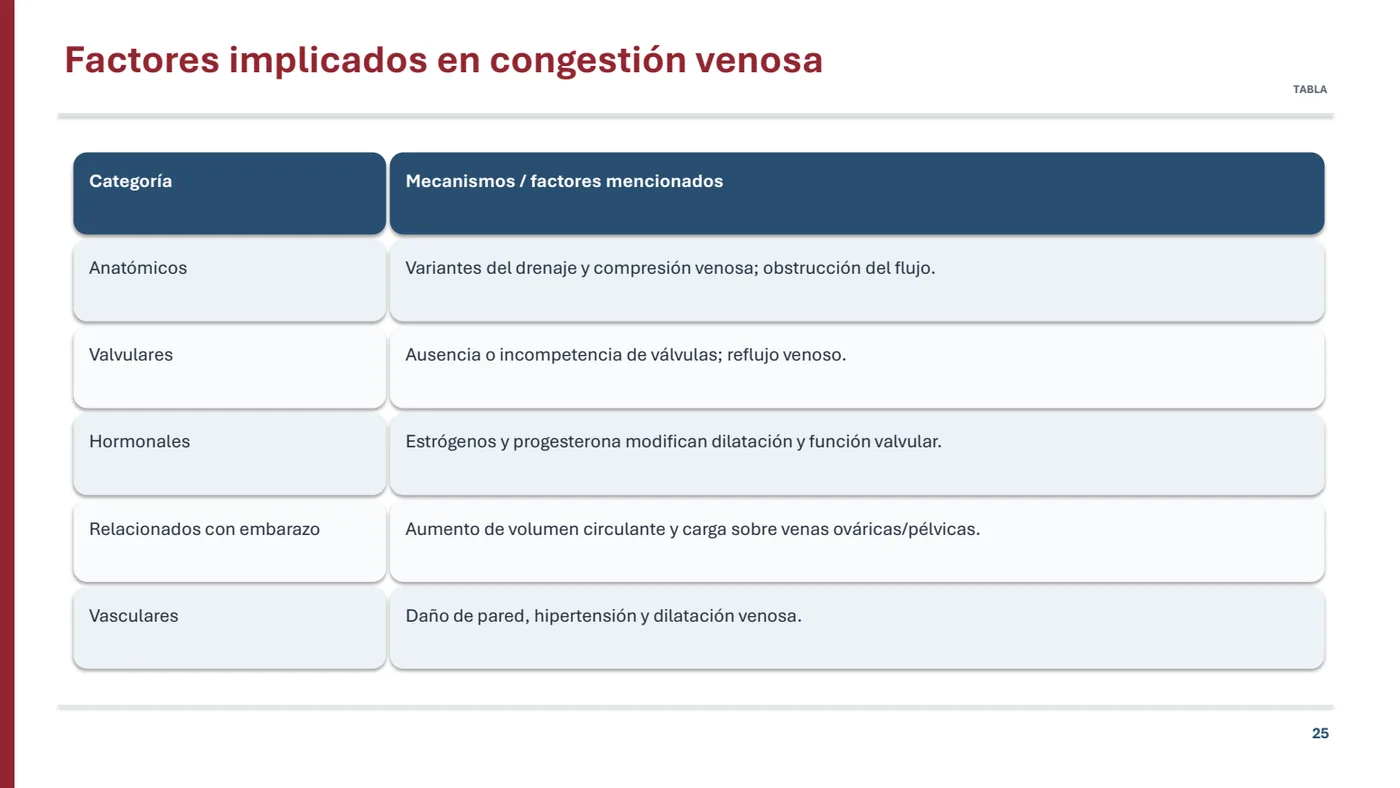 Factores implicados en congestión venosa
TABLA
Categoría
Mecanismos / factores mencionados
Anatómicos
Variantes del drenaje y compresión venosa; obstrucción del flujo.
Valvulares
Ausencia o incompetencia de válvulas; reflujo venoso.
Hormonales
Estrógenos y progesterona modifican dilatación y función valvular.
Relacionados con embarazo
Aumento de volumen circulante y carga sobre venas ováricas/pélvicas.
Vasculares
Daño de pared, hipertensión y dilatación venosa.
25